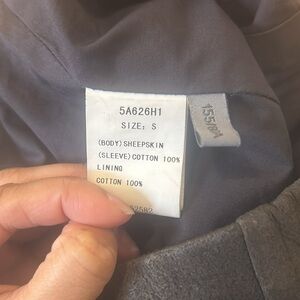 5A626H1
SIZE: S
(BODY)SHEEPSKIN
(SLEEVE)COTTON 100%
LINING
COTTON 100%
155/80A